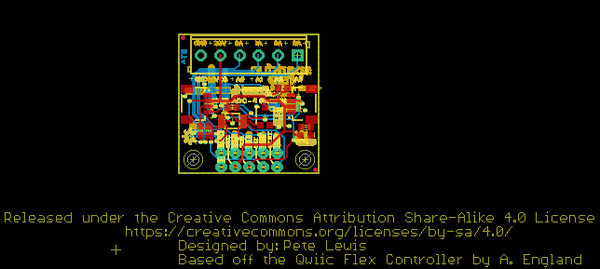 Released under the Creative Commons Attribution Share-Alike 4.0 License
https://creativecommons.org/licenses/by-sa/4.0/
Designed by: Pete Lewis
Based off the Qwiic Flex Controller by A. England